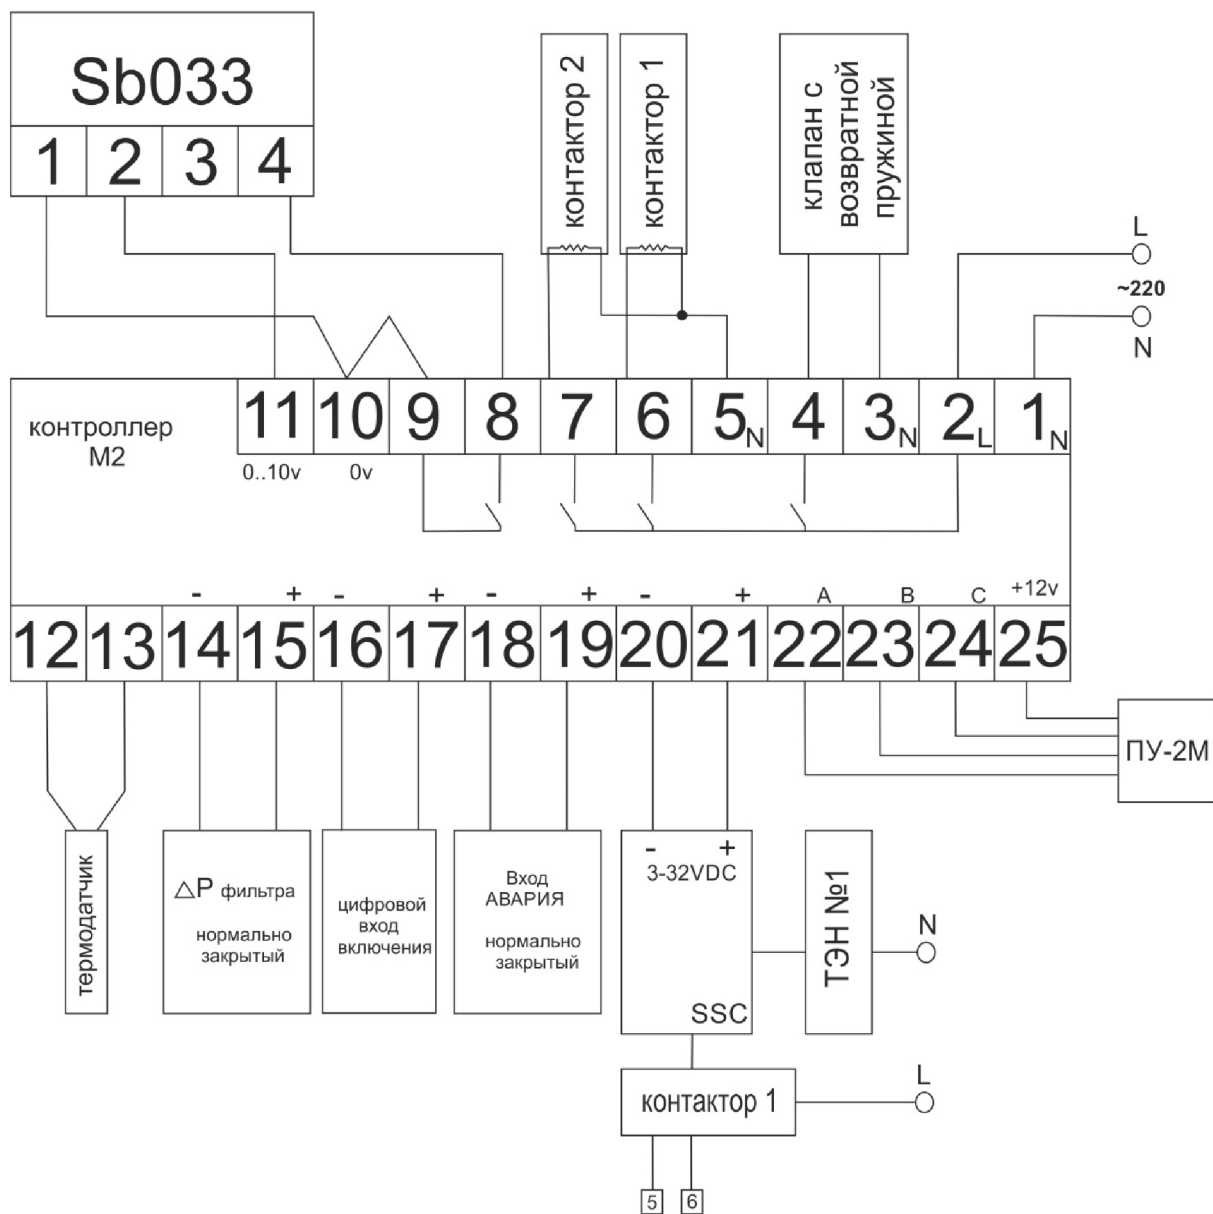 Sb033
1 2 3 4
контактор 2
контактор 1
клапан с
возвратной
пружиной
L
~220
N
контроллер
М2
11 10 9 8 7 6 5N 4 3N 2L 1N
0..10v 0v
- + - + - + - + A B C +12v
12 13 14 15 16 17 18 19 20 21 22 23 24 25
ПУ-2М
термодатчик
△P фильтра
нормально
закрытый
цифровой
вход
включения
Вход
АВАРИЯ
нормально
закрытый
- +
3-32VDC
SSC
ТЭН №1
N
контактор 1
L
5 6